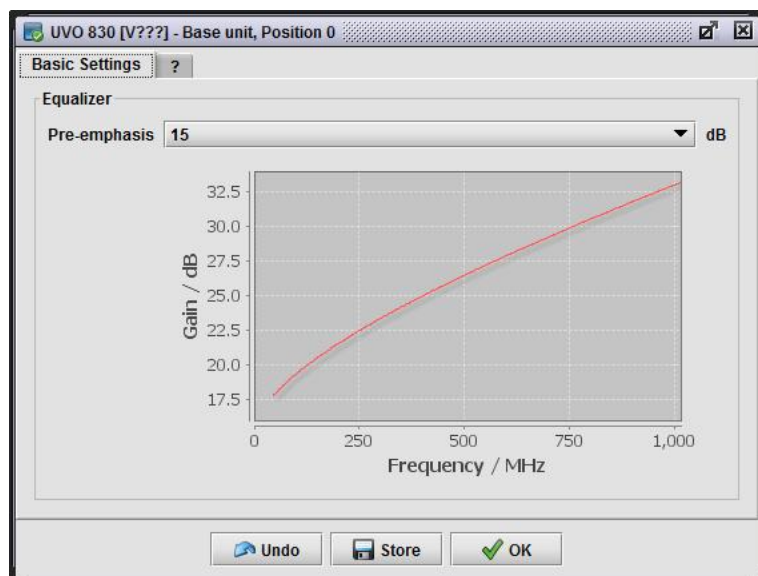 UVO 830 [V???] - Base unit, Position 0
Basic Settings ?
Equalizer
Pre-emphasis 15 dB
32.5
30.0
27.5
25.0
22.5
20.0
17.5
Gain / dB
0 250 500 750 1,000
Frequency / MHz
Undo Store OK